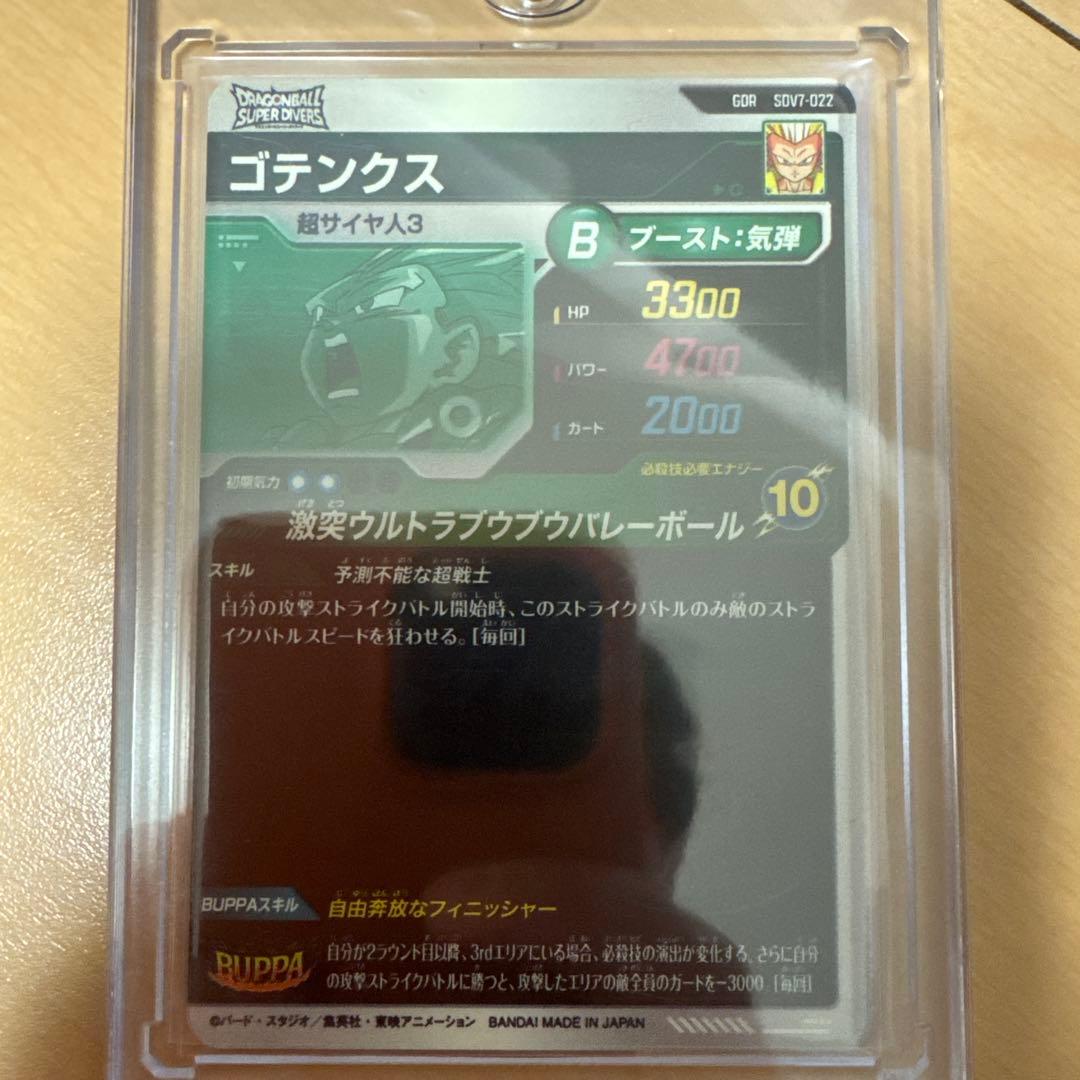 DRAGONBALL
SUPER DIVERS
GDR SDV7-022
ゴテンクス
超サイヤ人3
B ブースト:気弾
HP 3300
パワー 4700
ガード 2000
初期気力
必殺技必要エナジー
10
げき とつ
激突ウルトラブウブウバレーボール
スキル 予測不能な超戦士
自分の攻撃ストライクバトル開始時、このストライクバトルのみ敵のストラ
イクバトルスピードを狂わせる。[毎回]
BUPPAスキル 自由奔放なフィニッシャー
BUPPA
自分が2ラウンド目以降、3rdエリアにいる場合、必殺技の演出が変化する。さらに自分
の攻撃ストライクバトルに勝つと、攻撃したエリアの敵全員のガードを-3000 [毎回]
©バード・スタジオ/集英社・東映アニメーション BANDAI MADE IN JAPAN